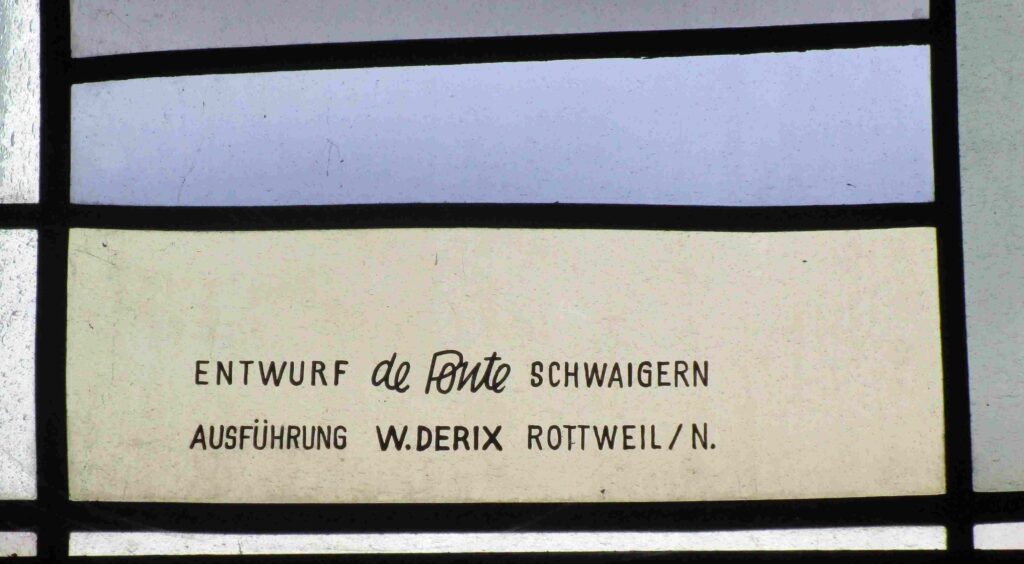 ENTWURF de Ponte SCHWAIGERN
AUSFÜHRUNG W.DERIX ROTTWEIL/N.